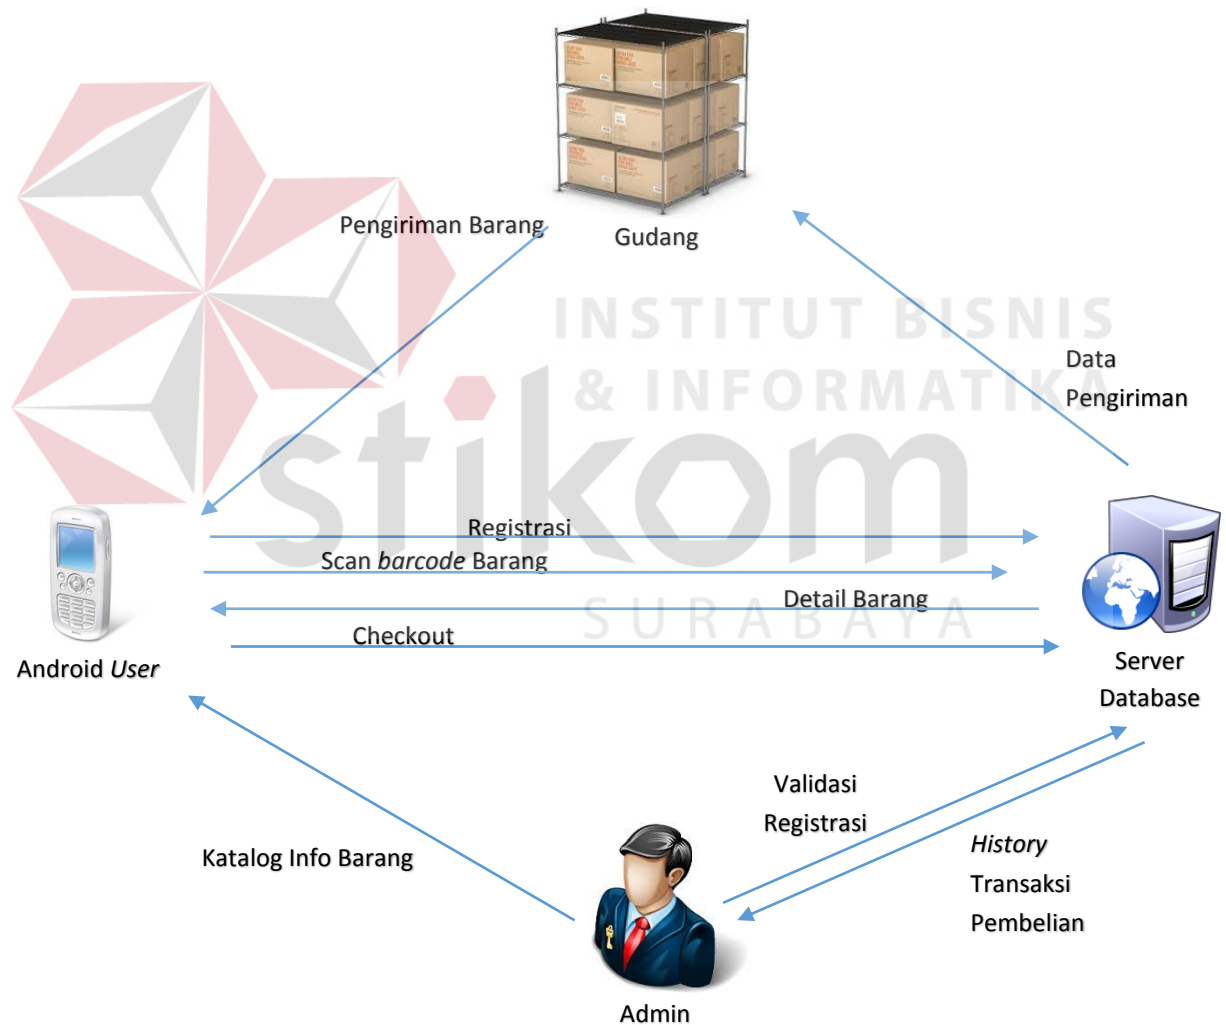 Pengiriman Barang
Gudang
INSTITUT BISNIS
& INFORMATIKA
Data
Pengiriman
stikom
Registrasi
Scan barcode Barang
Detail Barang
SURABAYA
Checkout
Android User
Server
Database
Validasi
Registrasi
Katalog Info Barang
History
Transaksi
Pembelian
Admin